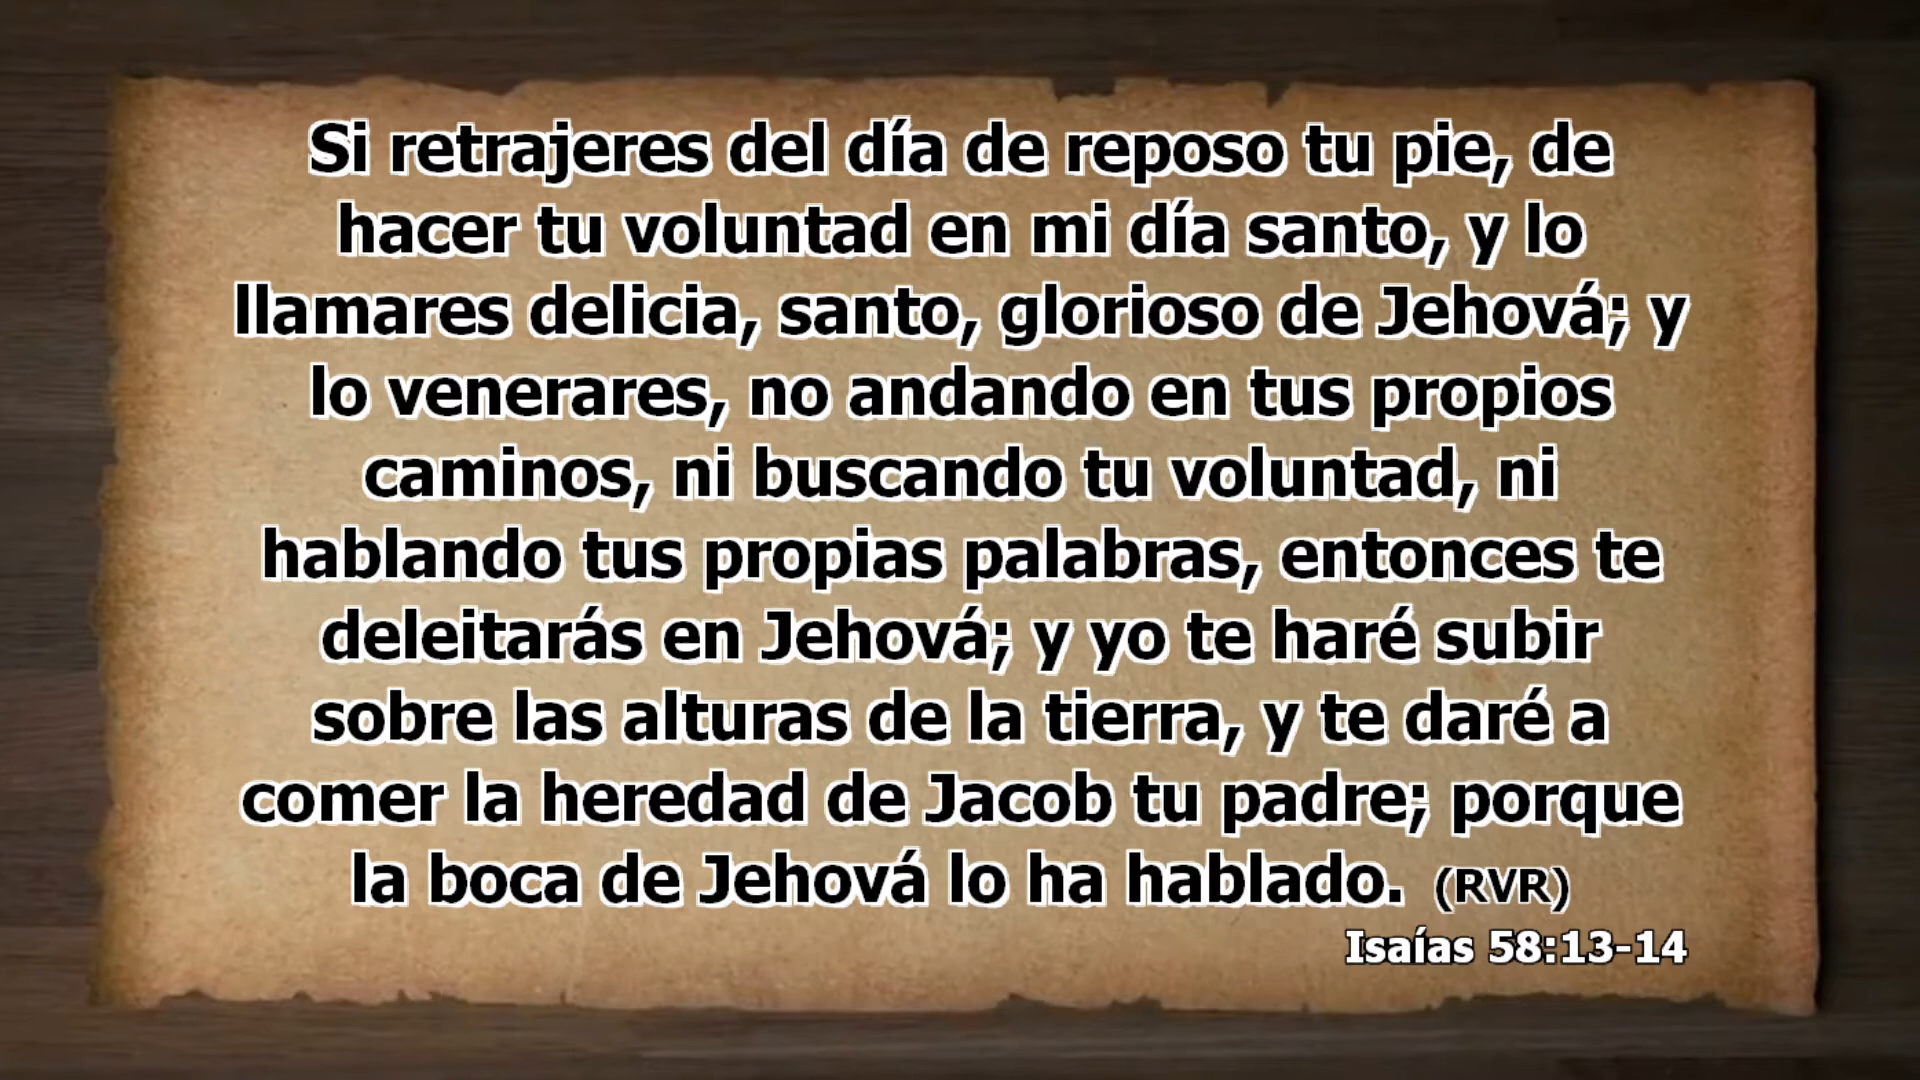 Si retrajeres del día de reposo tu pie, de
hacer tu voluntad en mi día santo, y lo
llamares delicia, santo, glorioso de Jehová; y
lo venerares, no andando en tus propios
caminos, ni buscando tu voluntad, ni
hablando tus propias palabras, entonces te
deleitarás en Jehová; y yo te haré subir
sobre las alturas de la tierra, y te daré a
comer la heredad de Jacob tu padre; porque
la boca de Jehová lo ha hablado. (RVR)
Isaías 58:13-14